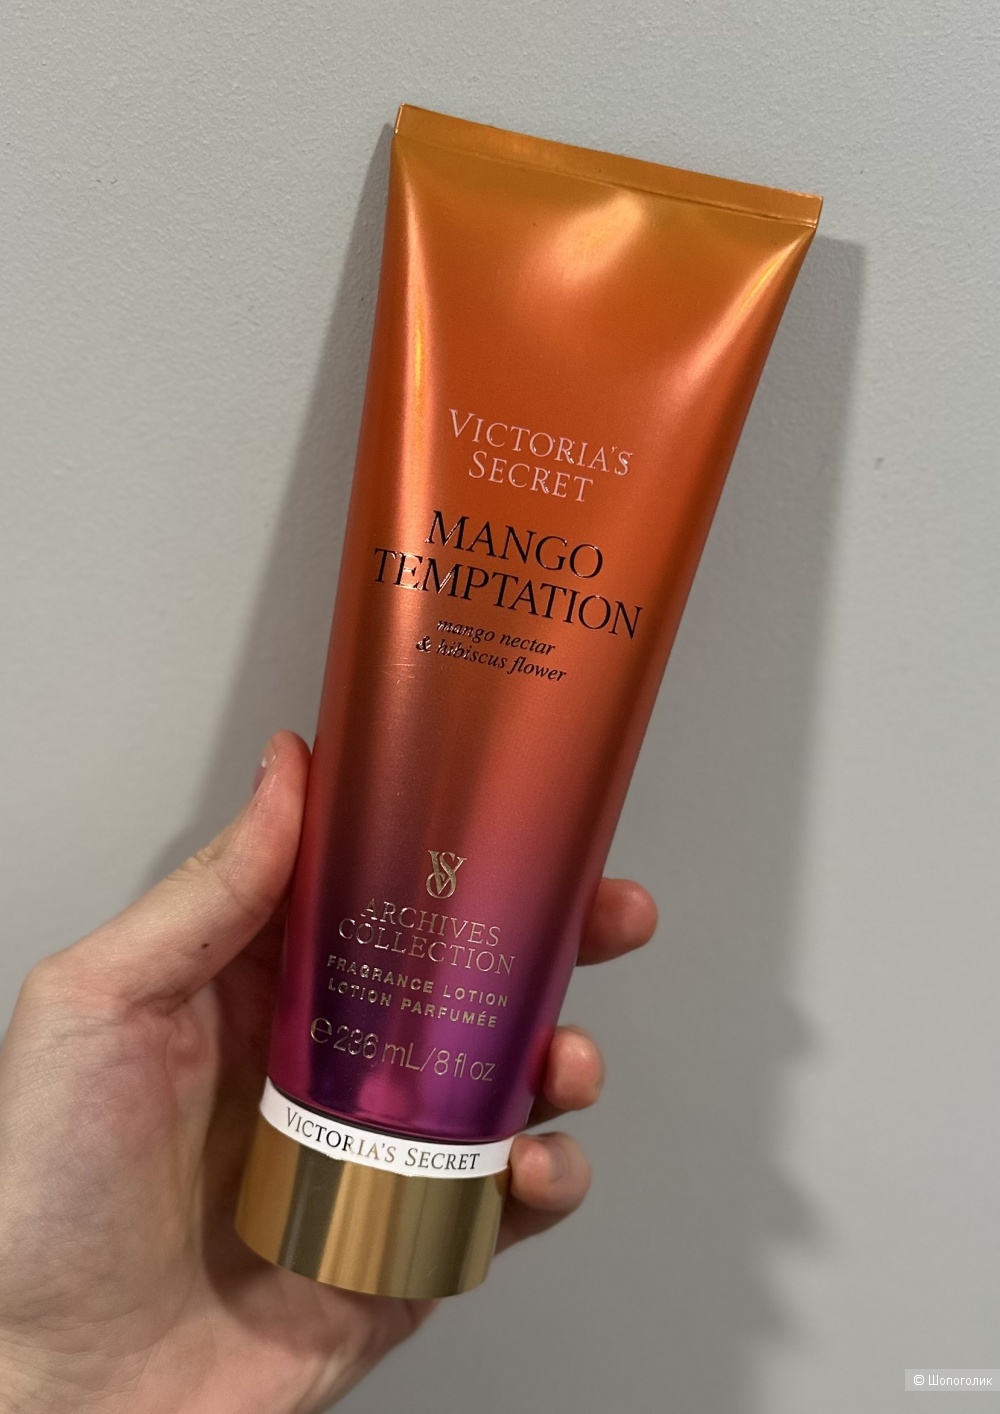 VICTORIA'S
SECRET
MANGO
TEMPTATION
mango nectar
& hibiscus flower
VS
ARCHIVES
COLLECTION
FRAGRANCE LOTION
LOTION PARFUMÉE
℮ 236 mL/8 fl oz
VICTORIA'S SECRET
© Шопоголик